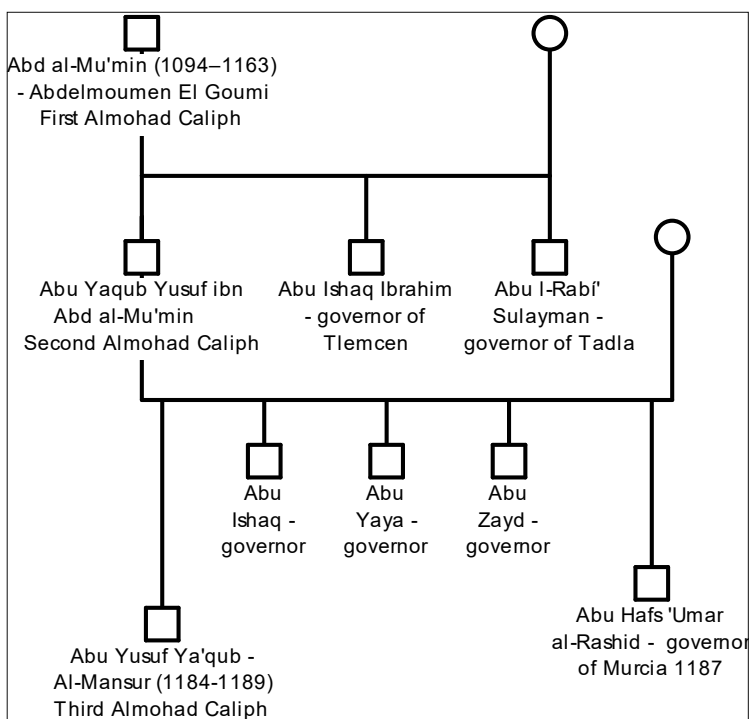 Abd al-Mu'min (1094–1163)
- Abdelmoumen El Goumi
First Almohad Caliph
Abu Yaqub Yusuf ibn
Abd al-Mu'min
Second Almohad Caliph
Abu Ishaq Ibrahim
- governor of
Tlemcen
Abu l-Rabí'
Sulayman -
governor of Tadla
Abu
Ishaq -
governor
Abu
Yaya -
governor
Abu
Zayd -
governor
Abu Yusuf Ya'qub -
Al-Mansur (1184-1189)
Third Almohad Caliph
Abu Hafs 'Umar
al-Rashid - governor
of Murcia 1187